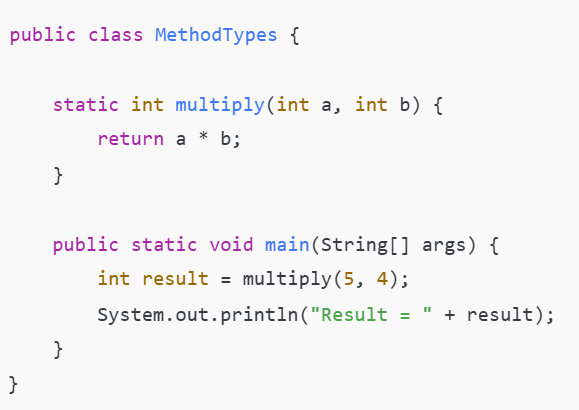 public class MethodTypes {
static int multiply(int a, int b) {
return a * b;
}
public static void main(String[] args) {
int result = multiply(5, 4);
System.out.println("Result = " + result);
}
}